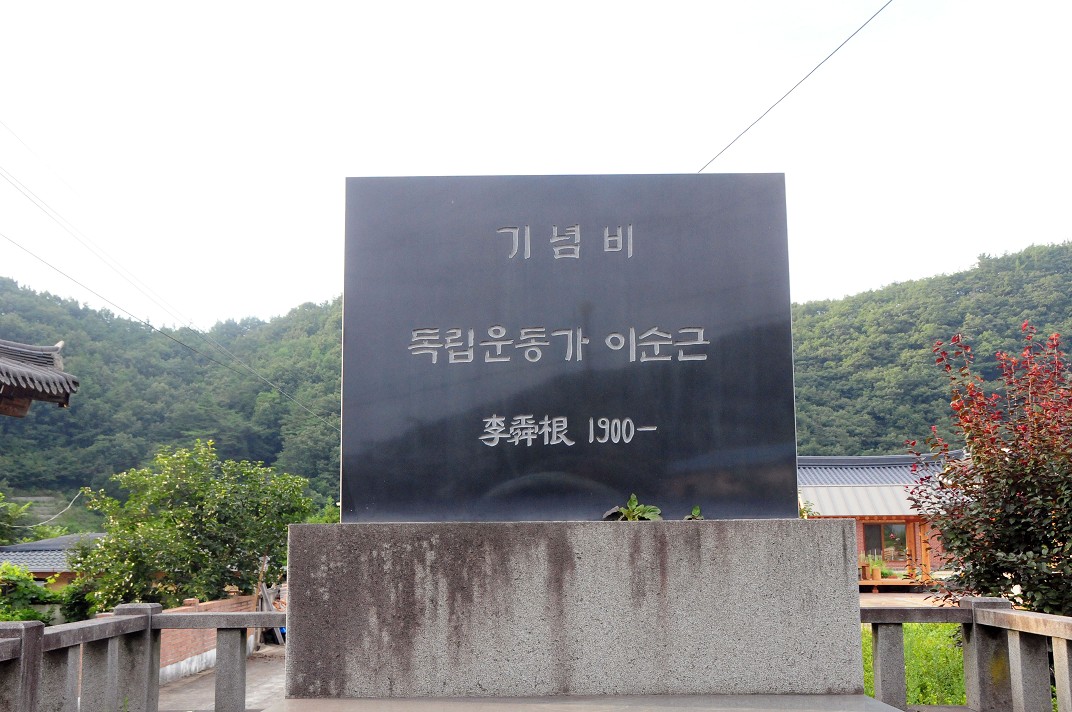 기념비
독립운동가 이순근
李舜根 1900-